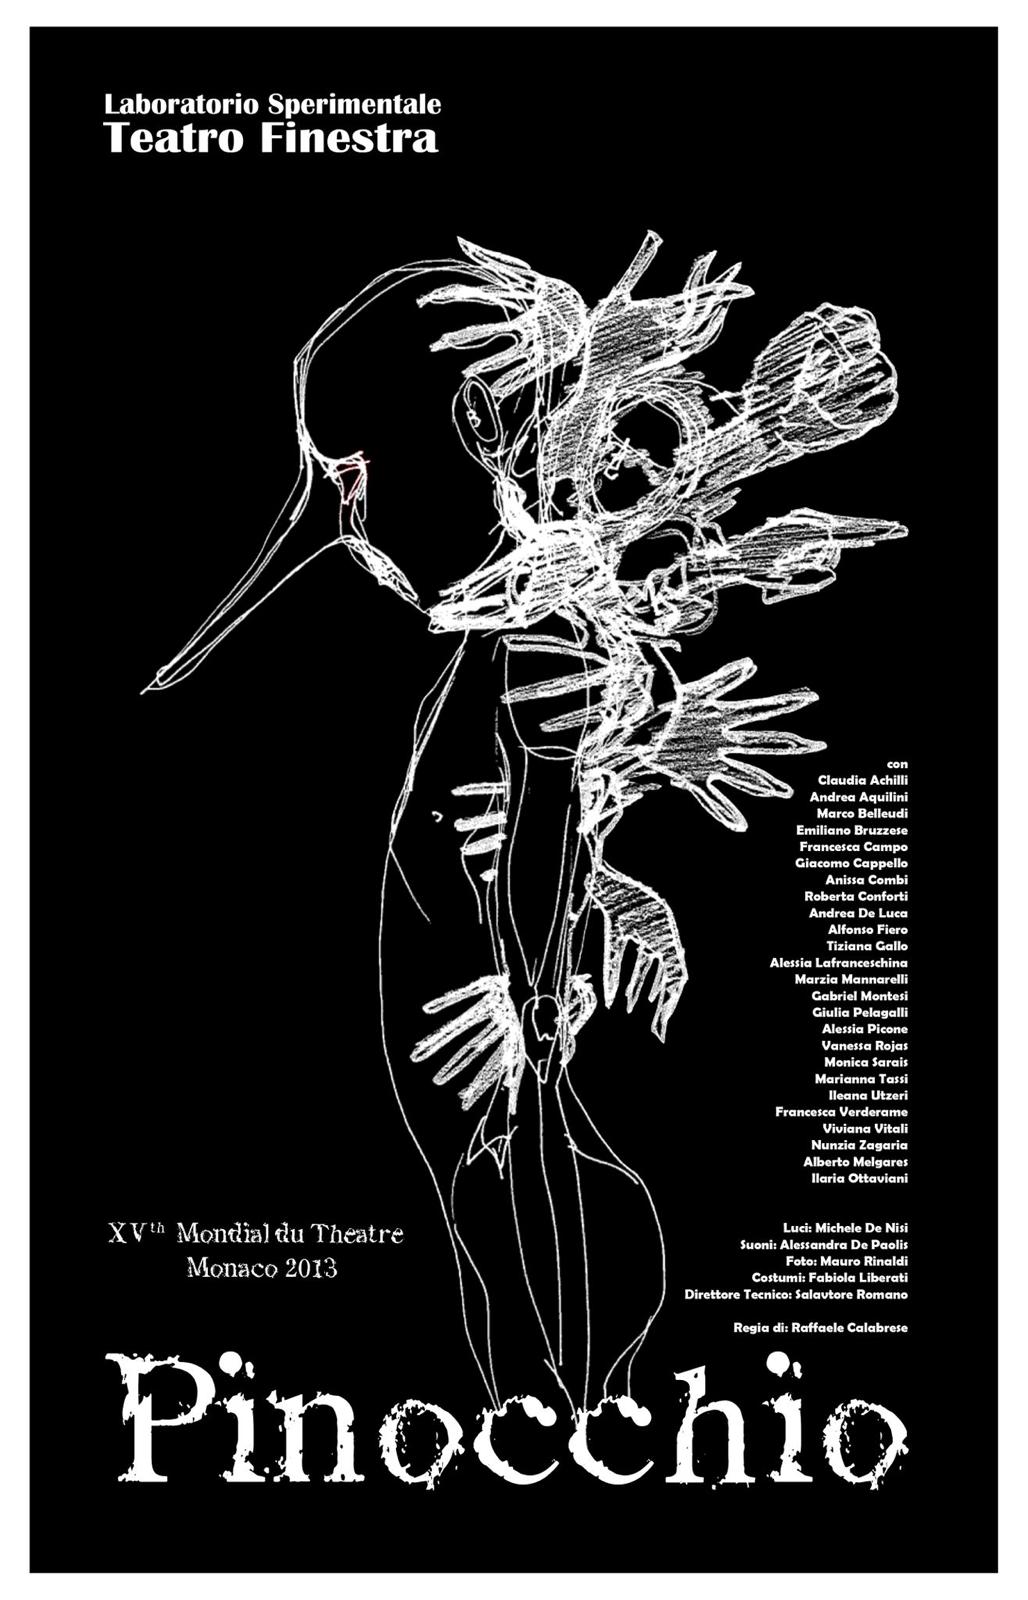 Laboratorio Sperimentale
Teatro Finestra
con
Claudia Achilli
Andrea Aquilini
Marco Belleudi
Emiliano Bruzzese
Francesca Campo
Giacomo Cappello
Anissa Combi
Roberta Conforti
Andrea De Luca
Alfonso Fiero
Tiziana Gallo
Alessia Lafranceschina
Marzia Mannarelli
Gabriel Montesi
Giulia Pelagalli
Alessia Picone
Vanessa Rojas
Monica Sarais
Marianna Tassi
Ileana Utzeri
Francesca Verderame
Viviana Vitali
Nunzia Zagaria
Alberto Melgares
Ilaria Ottaviani
Luci: Michele De Nisi
Suoni: Alessandra De Paolis
Foto: Mauro Rinaldi
Costumi: Fabiola Liberati
Direttore Tecnico: Salavtore Romano
Regia di: Raffaele Calabrese
XVth Mondial du Theatre
Monaco 2013
Pinocchio